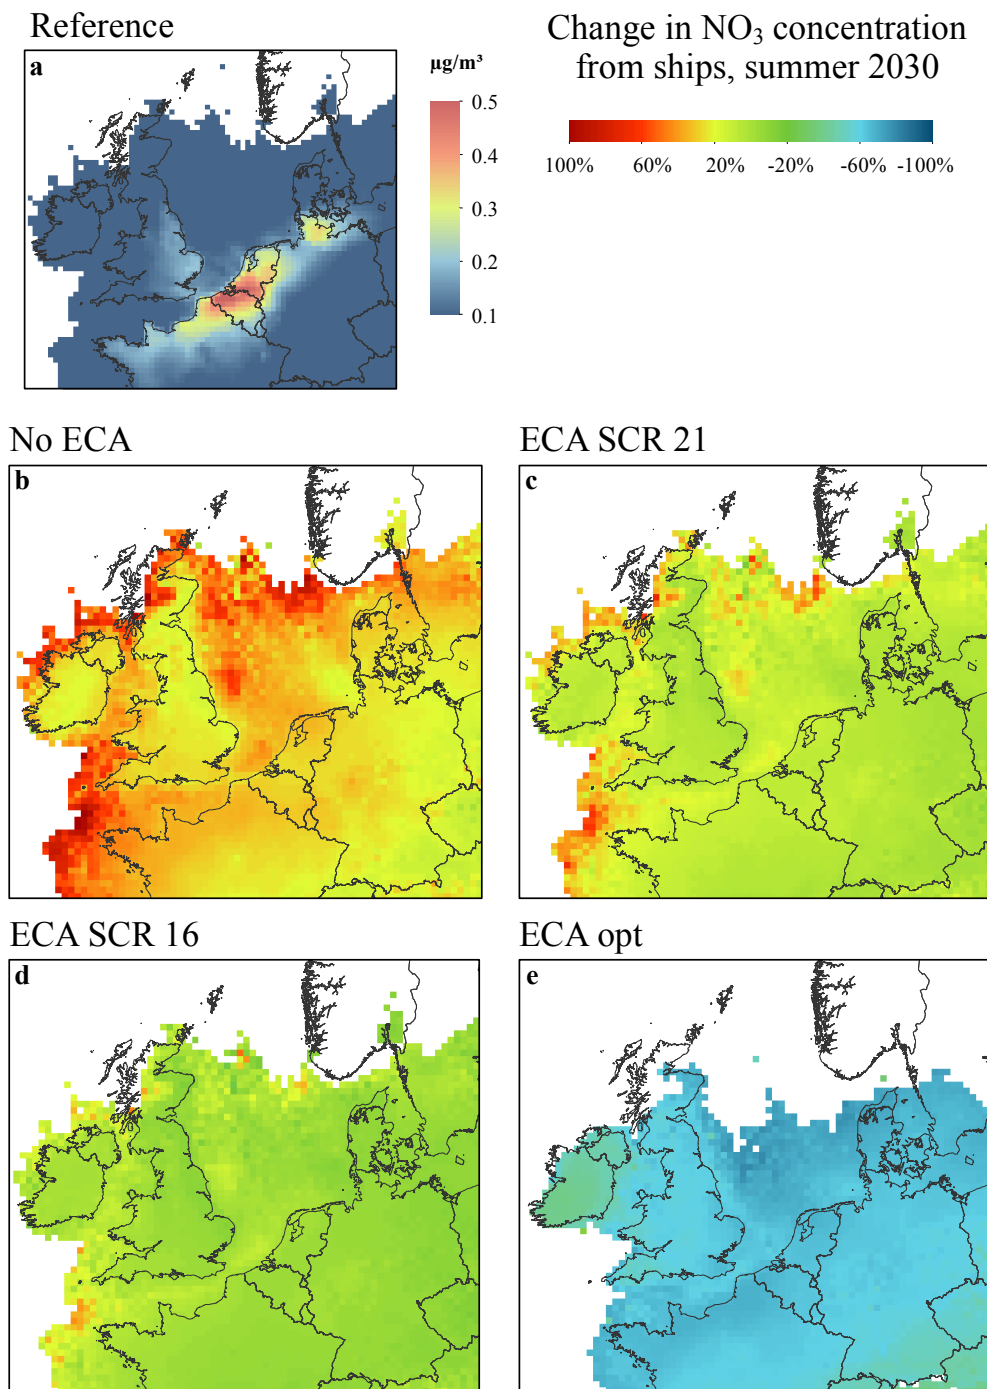 Reference
Change in NO₃ concentration
from ships, summer 2030
a
µg/m³
0.5
0.4
0.3
0.2
0.1
100% 60% 20% -20% -60% -100%
No ECA
ECA SCR 21
b
c
ECA SCR 16
ECA opt
d
e